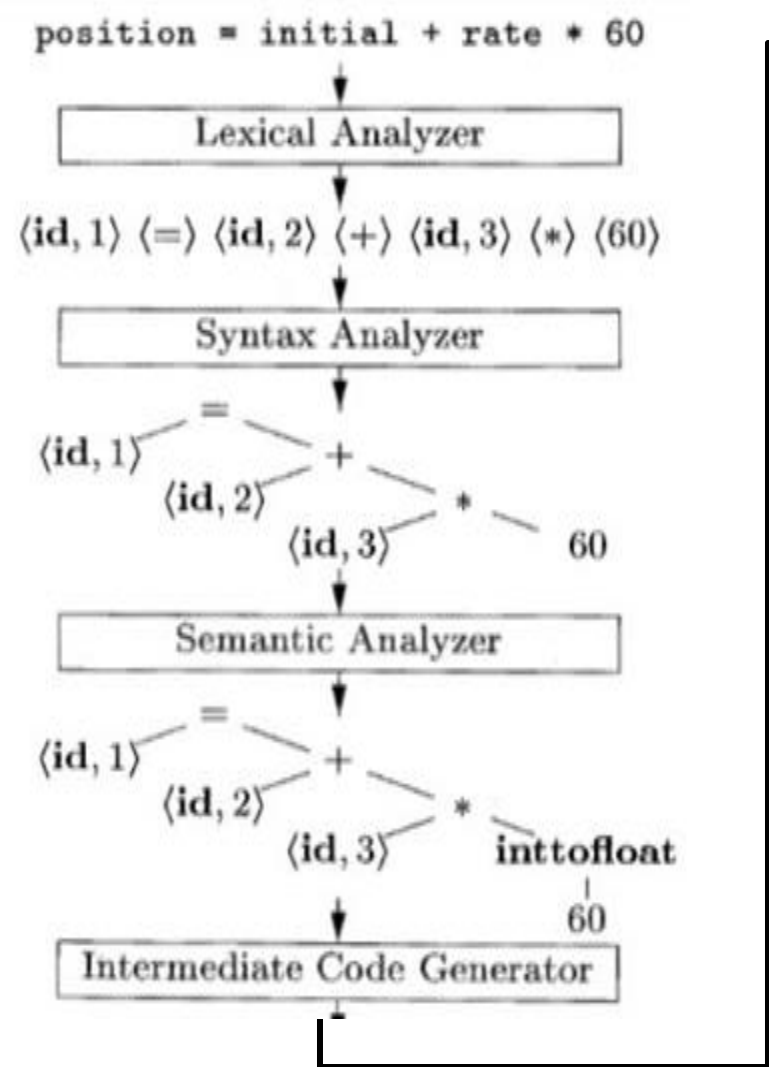 position = initial + rate * 60
Lexical Analyzer
⟨id, 1⟩ ⟨=⟩ ⟨id, 2⟩ ⟨+⟩ ⟨id, 3⟩ ⟨*⟩ ⟨60⟩
Syntax Analyzer
=
⟨id, 1⟩ +
⟨id, 2⟩ *
⟨id, 3⟩ 60
Semantic Analyzer
=
⟨id, 1⟩ +
⟨id, 2⟩ *
⟨id, 3⟩ inttofloat
60
Intermediate Code Generator